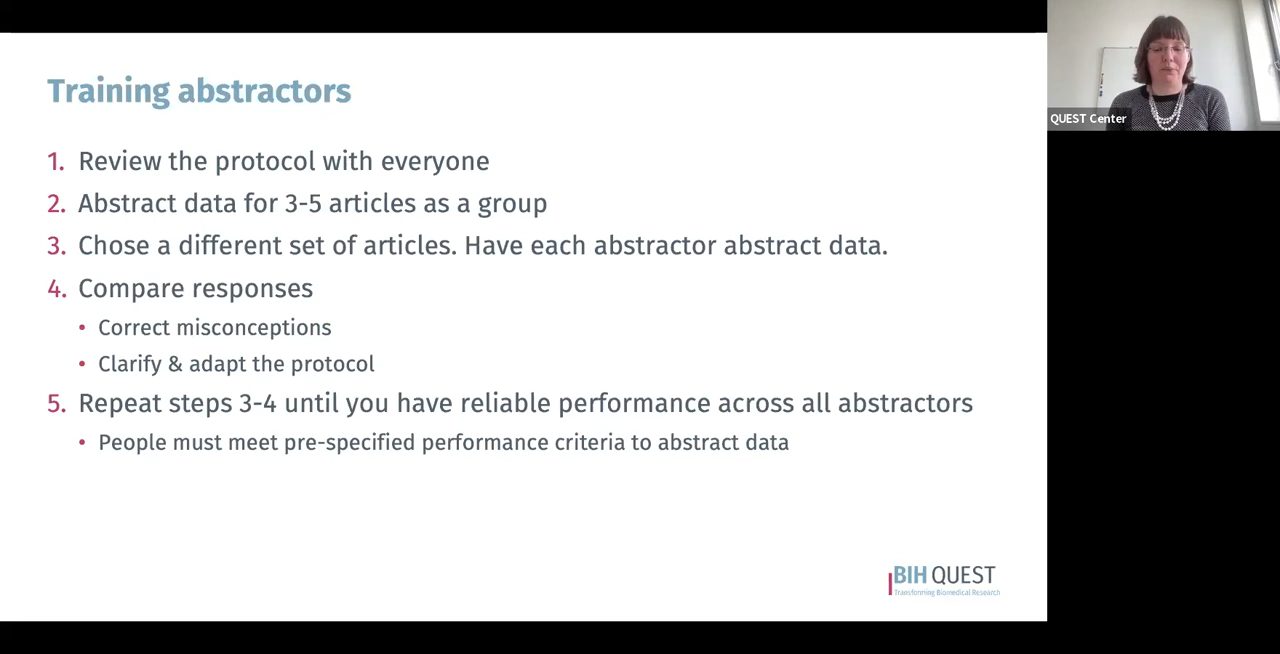 Training abstractors
1. Review the protocol with everyone
2. Abstract data for 3-5 articles as a group
3. Chose a different set of articles. Have each abstractor abstract data.
4. Compare responses
• Correct misconceptions
• Clarify & adapt the protocol
5. Repeat steps 3-4 until you have reliable performance across all abstractors
• People must meet pre-specified performance criteria to abstract data
QUEST Center
BIH QUEST
Transforming Biomedical Research